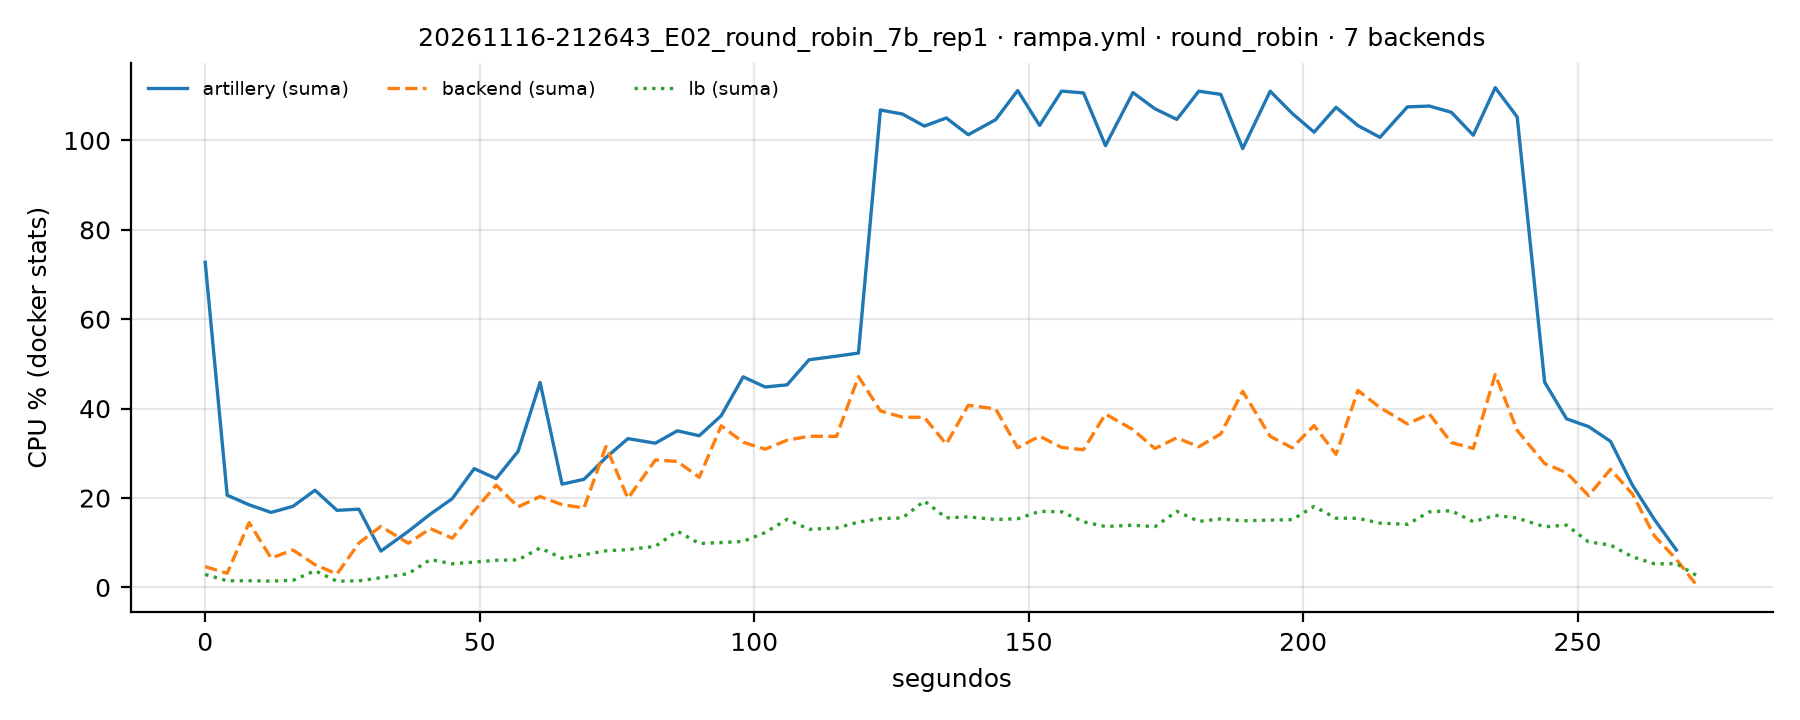 20261116-212643_E02_round_robin_7b_rep1 · rampa.yml · round_robin · 7 backends
artillery (suma) backend (suma) lb (suma)
CPU % (docker stats)
100
80
60
40
20
0
0 50 100 150 200 250
segundos